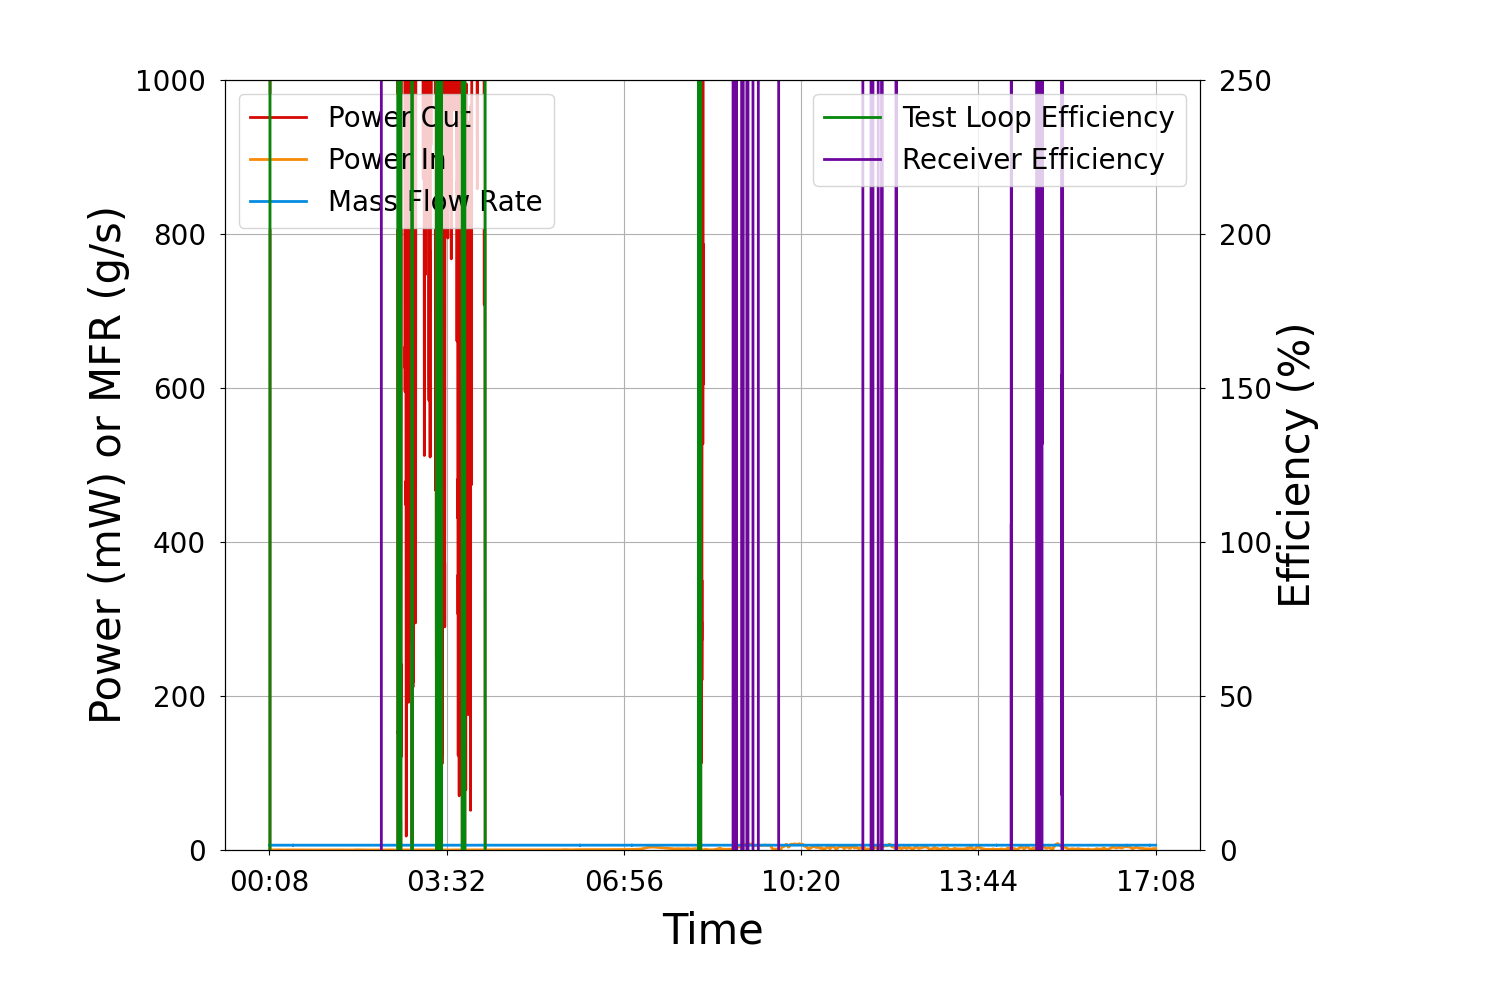 1000
800
600
400
200
0
Power (mW) or MFR (g/s)
Power Out
Power In
Mass Flow Rate
Test Loop Efficiency
Receiver Efficiency
250
200
150
100
50
0
Efficiency (%)
00:08 03:32 06:56 10:20 13:44 17:08
Time